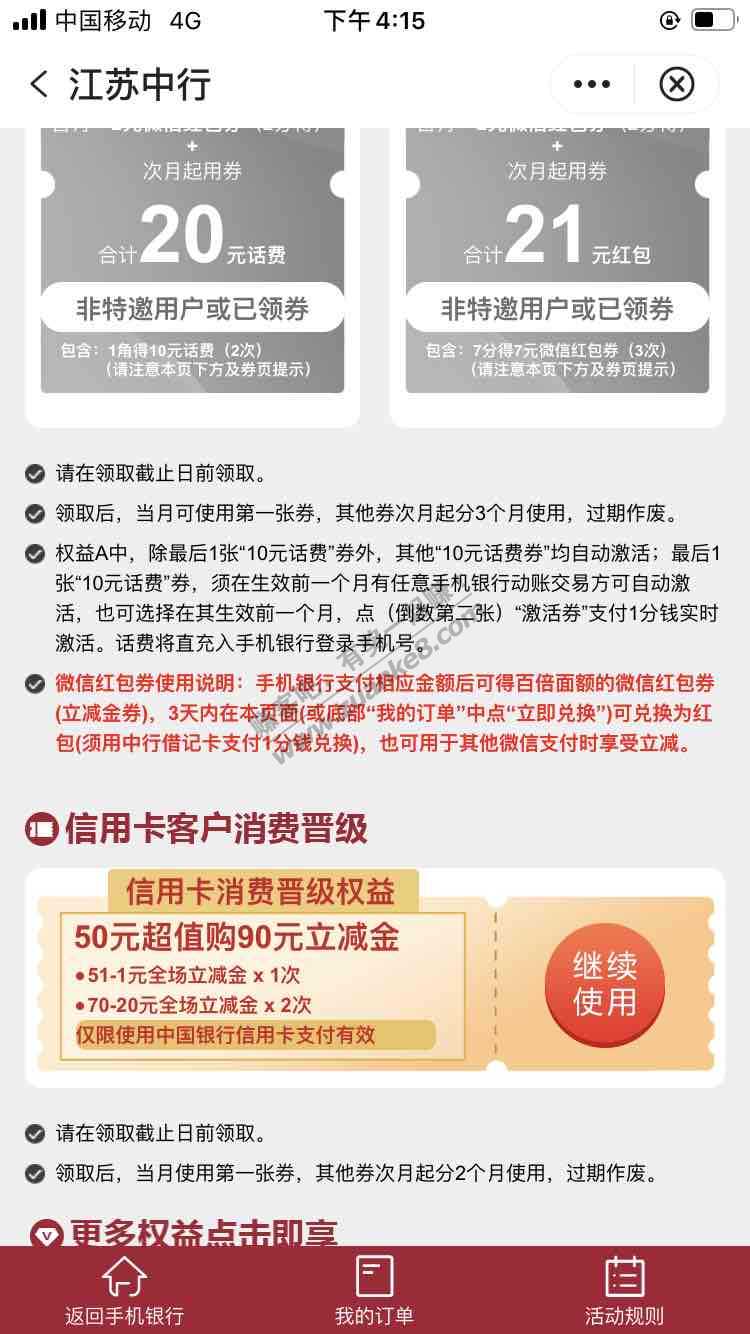 中国移动 4G 下午4:15
江苏中行
+
次月起用券
合计20元话费
非特邀用户或已领券
包含：1角得10元话费（2次）
（请注意本页下方及券页提示）
+
次月起用券
合计21元红包
非特邀用户或已领券
包含：7分得7元微信红包券（3次）
（请注意本页下方及券页提示）
请在领取截止日前领取。
领取后，当月可使用第一张券，其他券次月起分3个月使用，过期作废。
权益A中，除最后1张“10元话费”券外，其他“10元话费券”均自动激活；最后1
张“10元话费”券，须在生效前一个月有任意手机银行动账交易方可自动激
活，也可选择在其生效前一个月，点（倒数第二张）“激活券”支付1分钱实时
激活。话费将直充入手机银行登录手机号。
微信红包券使用说明：手机银行支付相应金额后可得百倍面额的微信红包券
(立减金券)，3天内在本页面(或底部“我的订单”中点“立即兑换”)可兑换为红
包(须用中行借记卡支付1分钱兑换)，也可用于其他微信支付时享受立减。
赚客吧，有奖一起赚
www.zuanke8.com
信用卡客户消费晋级
信用卡消费晋级权益
50元超值购90元立减金
•51-1元全场立减金 x 1次
•70-20元全场立减金 x 2次
仅限使用中国银行信用卡支付有效
继续
使用
请在领取截止日前领取。
领取后，当月使用第一张券，其他券次月起分2个月使用，过期作废。
更多权益点击即享
返回手机银行
我的订单
活动规则